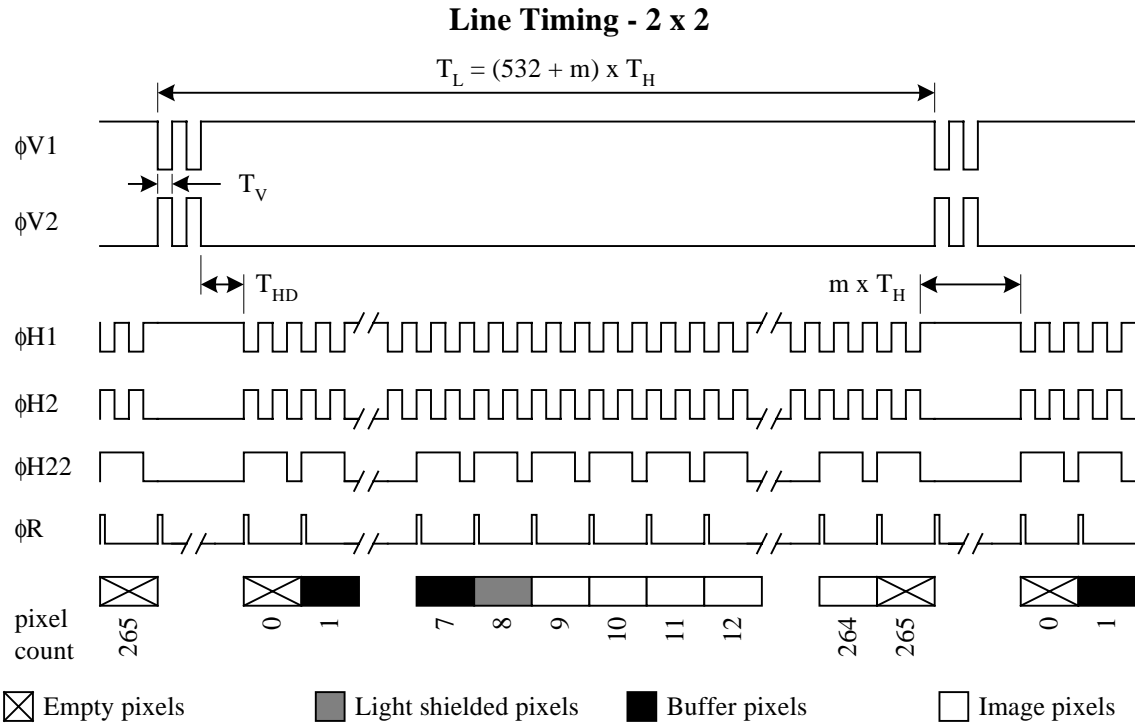 Line Timing - 2 x 2
T_L = (532 + m) x T_H
ϕV1
T_V
ϕV2
T_HD
m x T_H
ϕH1
ϕH2
ϕH22
ϕR
pixel count
265 0 1 7 8 9 10 11 12 264 265 0 1
Empty pixels Light shielded pixels Buffer pixels Image pixels